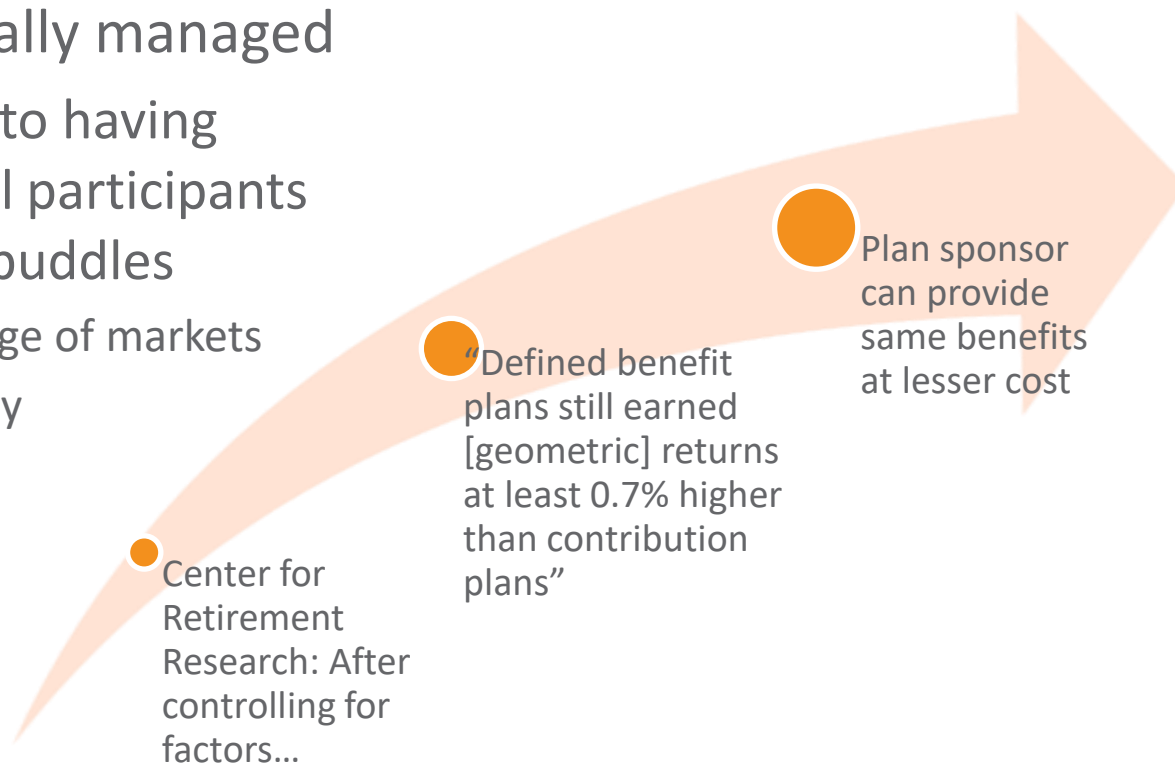 ally managed
to having
l participants
puddles
ge of markets
y
Center for
Retirement
Research: After
controlling for
factors…
“Defined benefit
plans still earned
[geometric] returns
at least 0.7% higher
than contribution
plans”
Plan sponsor
can provide
same benefits
at lesser cost